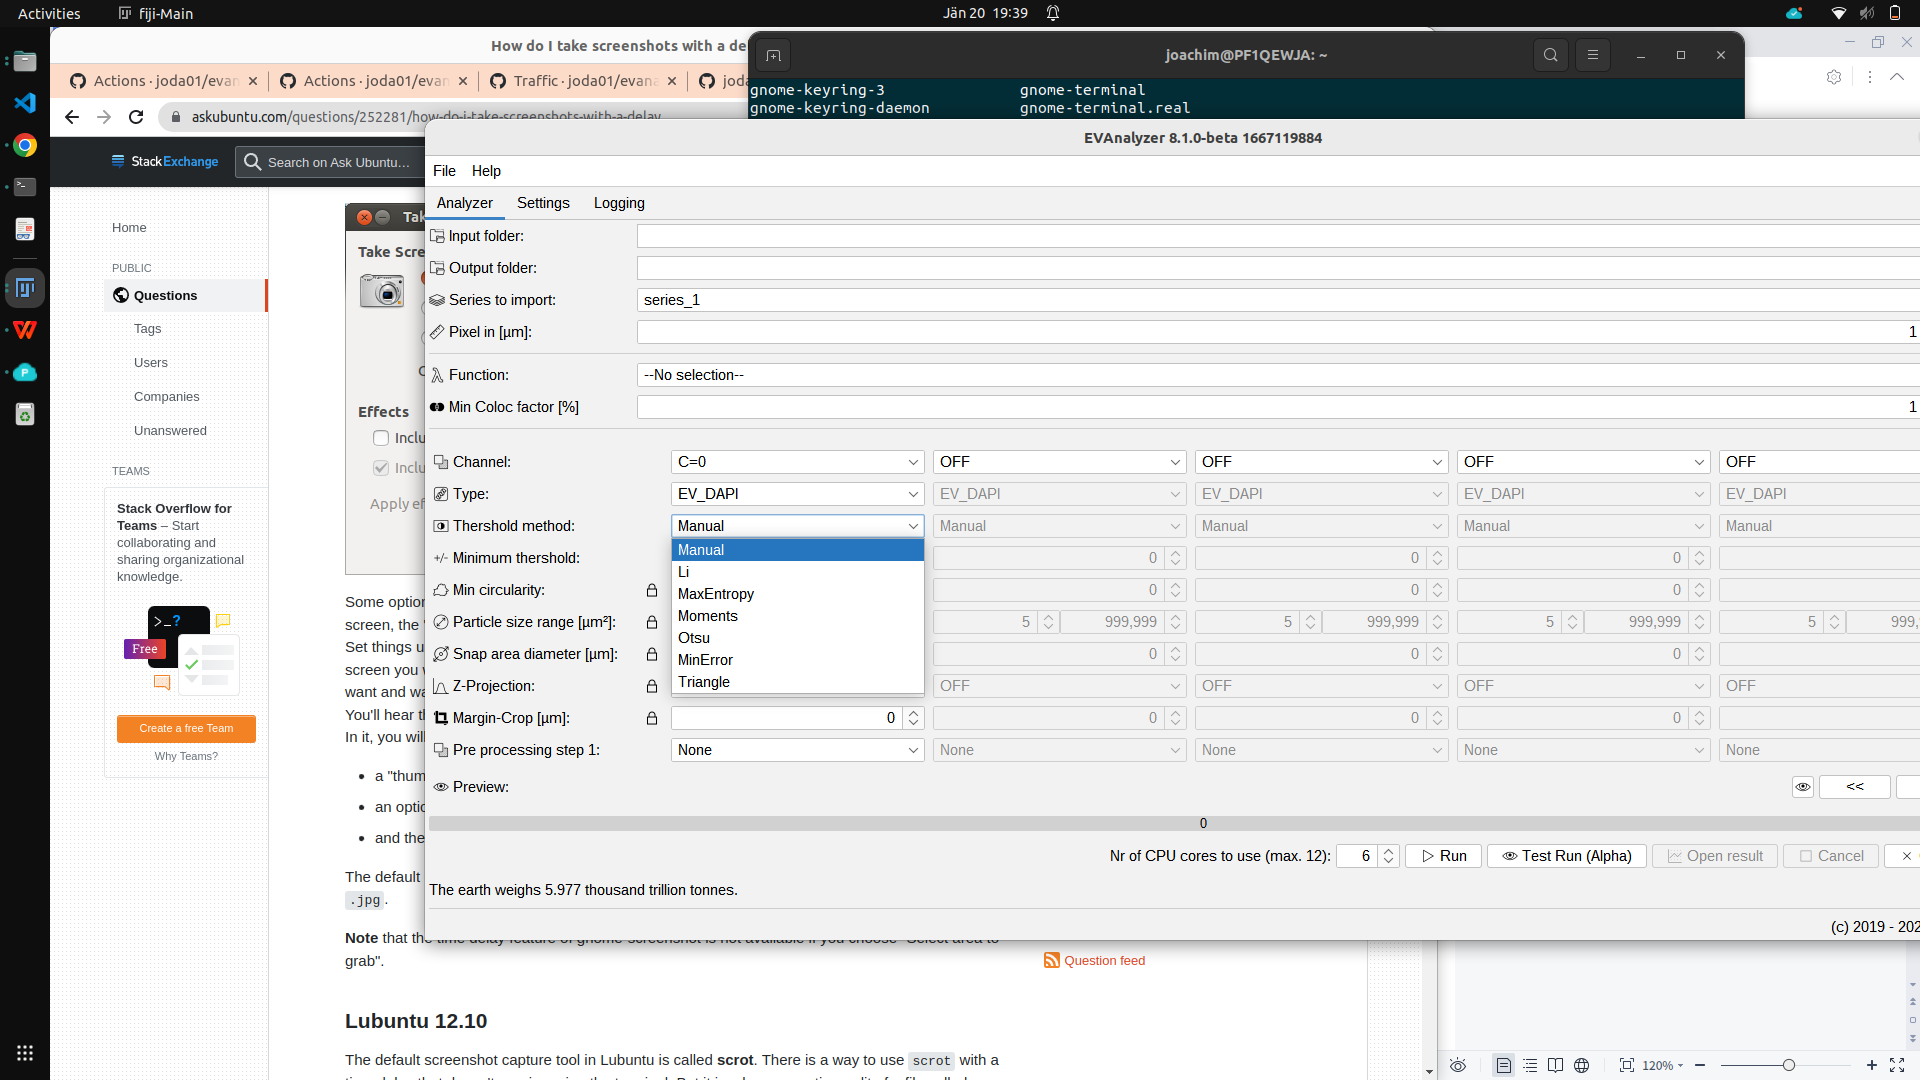 Activities
fiji-Main
Jän 20 19:39
How do I take screenshots with a de
joachim@PF1QEWJA: ~
Actions · joda01/evan
Actions · joda01/evan
Traffic · joda01/evana
joda
gnome-keyring-3
gnome-terminal
gnome-keyring-daemon
gnome-terminal.real
askubuntu.com/questions/252281/how-do-i-take-screenshots-with-a-delay
StackExchange
Search on Ask Ubuntu…
EVAnalyzer 8.1.0-beta 1667119884
File
Help
Analyzer
Settings
Logging
Input folder:
Output folder:
Series to import:
series_1
Pixel in [µm]:
1
Function:
--No selection--
Min Coloc factor [%]
1
Channel:
C=0
OFF
OFF
OFF
OFF
Type:
EV_DAPI
EV_DAPI
EV_DAPI
EV_DAPI
EV_DAPI
Thershold method:
Manual
Manual
Manual
Manual
Manual
Manual
Li
MaxEntropy
Moments
Otsu
MinError
Triangle
Minimum thershold:
0
0
0
Min circularity:
0
0
0
Particle size range [µm²]:
5
999,999
5
999,999
5
999,999
5
999,
Snap area diameter [µm]:
0
0
0
Z-Projection:
OFF
OFF
OFF
OFF
Margin-Crop [µm]:
0
0
0
0
Pre processing step 1:
None
None
None
None
None
Preview:
<<
0
Nr of CPU cores to use (max. 12):
6
Run
Test Run (Alpha)
Open result
Cancel
The earth weighs 5.977 thousand trillion tonnes.
(c) 2019 - 202
Home
PUBLIC
Questions
Tags
Users
Companies
Unanswered
TEAMS
Stack Overflow for
Teams – Start
collaborating and
sharing organizational
knowledge.
>_?
Free
Create a free Team
Why Teams?
Tak
Take Scre
Effects
Inclu
Inclu
Apply ef
Some option
screen, the
Set things u
screen you w
want and wa
You'll hear th
In it, you will
a "thum
an optio
and the
The default
.jpg.
Note that the time delay feature of gnome-screenshot is not available if you choose "Select area to
grab".
Question feed
Lubuntu 12.10
The default screenshot capture tool in Lubuntu is called scrot. There is a way to use scrot with a
120%